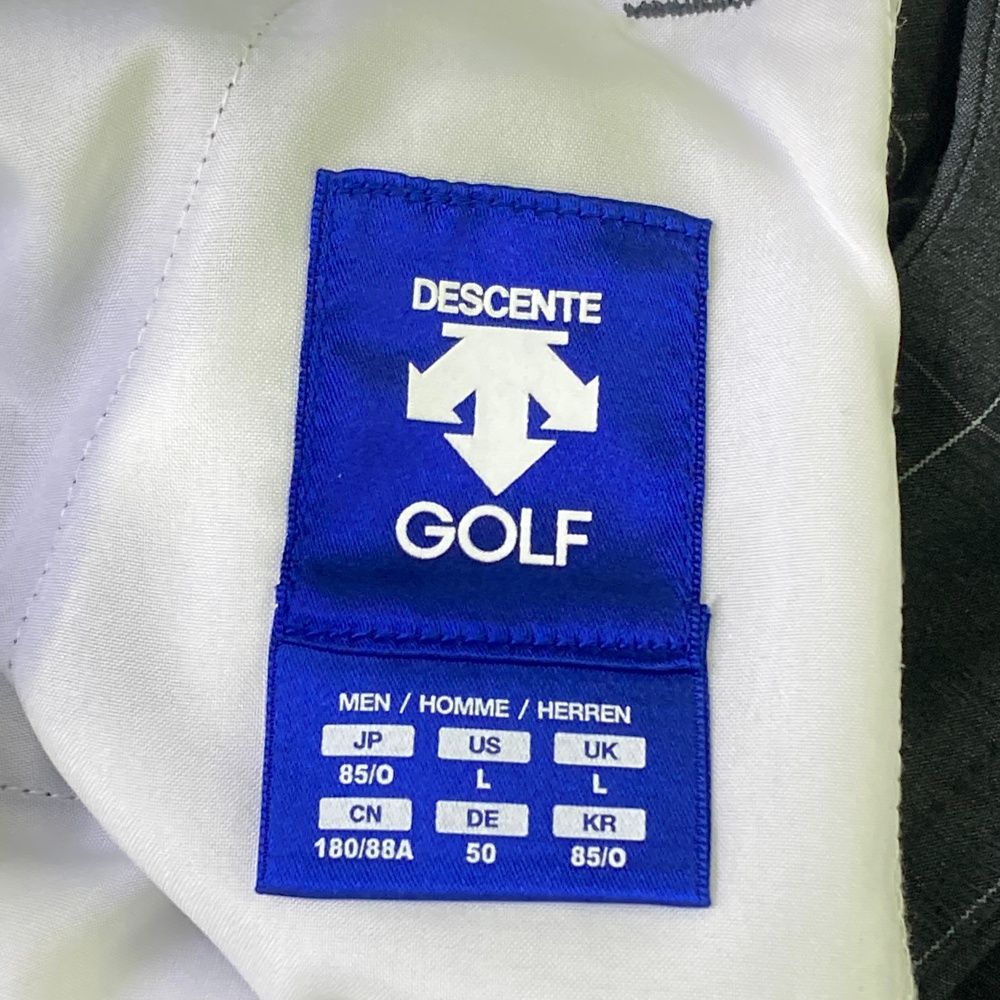 DESCENTE
GOLF
MEN / HOMME / HERREN
JP US UK
85/O L L
CN DE KR
180/88A 50 85/O